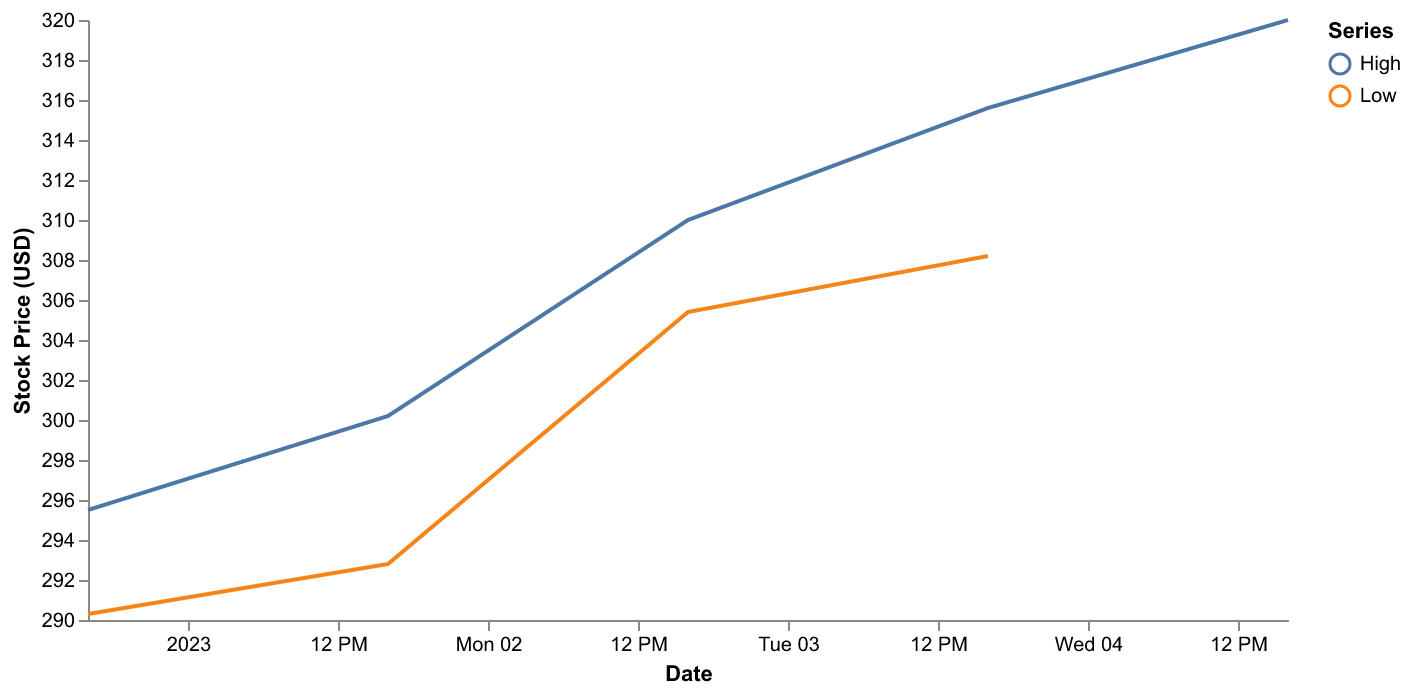 Series
High
Low
Stock Price (USD)
320
318
316
314
312
310
308
306
304
302
300
298
296
294
292
290
2023
12 PM
Mon 02
12 PM
Tue 03
12 PM
Wed 04
12 PM
Date